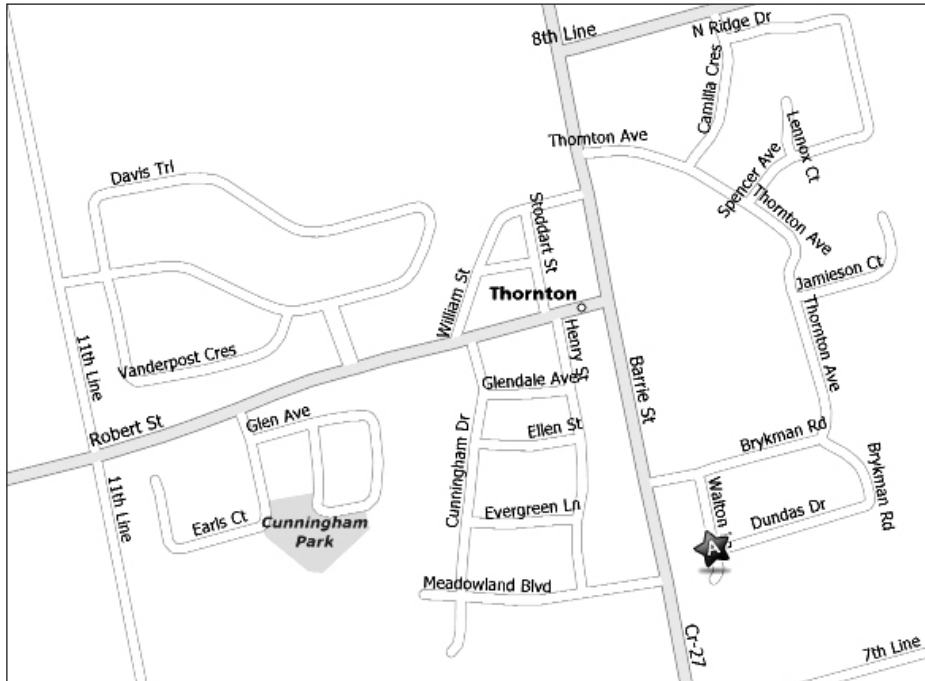 N Ridge Dr
8th Line
Camilla Cres
Thornton Ave
Lennox Ct
Spencer Ave
Davis Trl
Thornton Ave
Stoddart St
Jamieson Ct
William St
Thornton
Thornton Ave
Henry St
Vanderpost Cres
11th Line
Barrie St
Glendale Ave
Robert St
Glen Ave
Cunningham Dr
Ellen St
Brykman Rd
Brykman Rd
11th Line
Walton
Evergreen Ln
Dundas Dr
Earls Ct
Cunningham
Park
A
Meadowland Blvd
Cr-27
7th Line